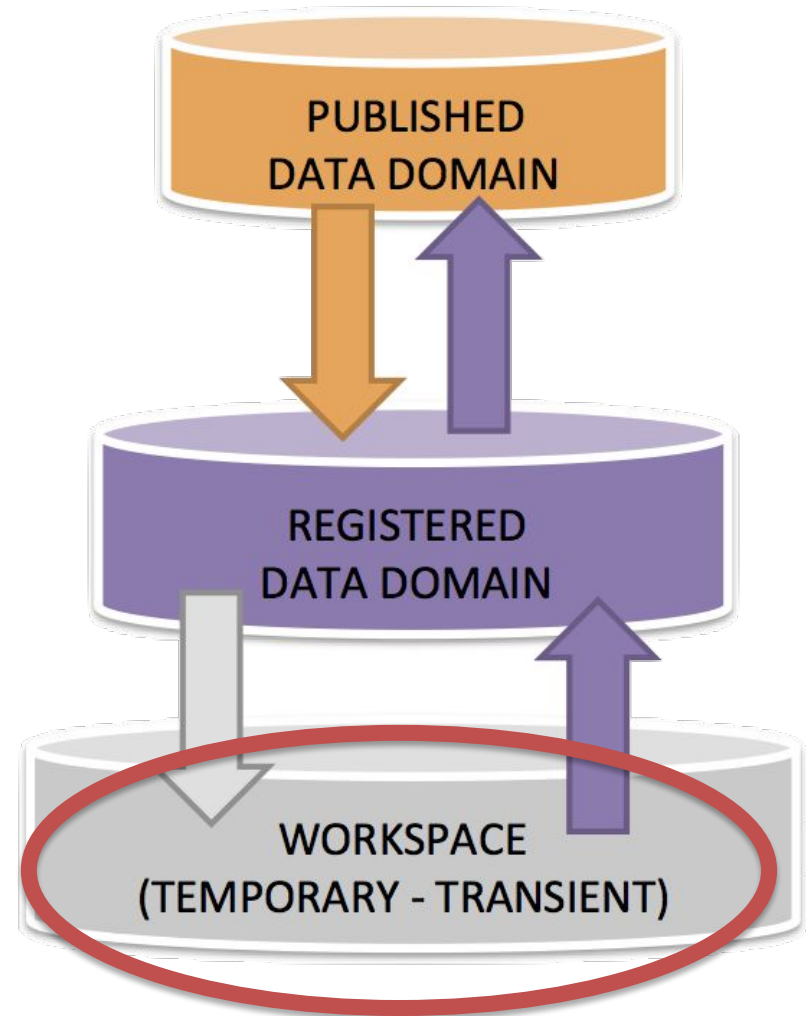 PUBLISHED
DATA DOMAIN
REGISTERED
DATA DOMAIN
WORKSPACE
(TEMPORARY - TRANSIENT)